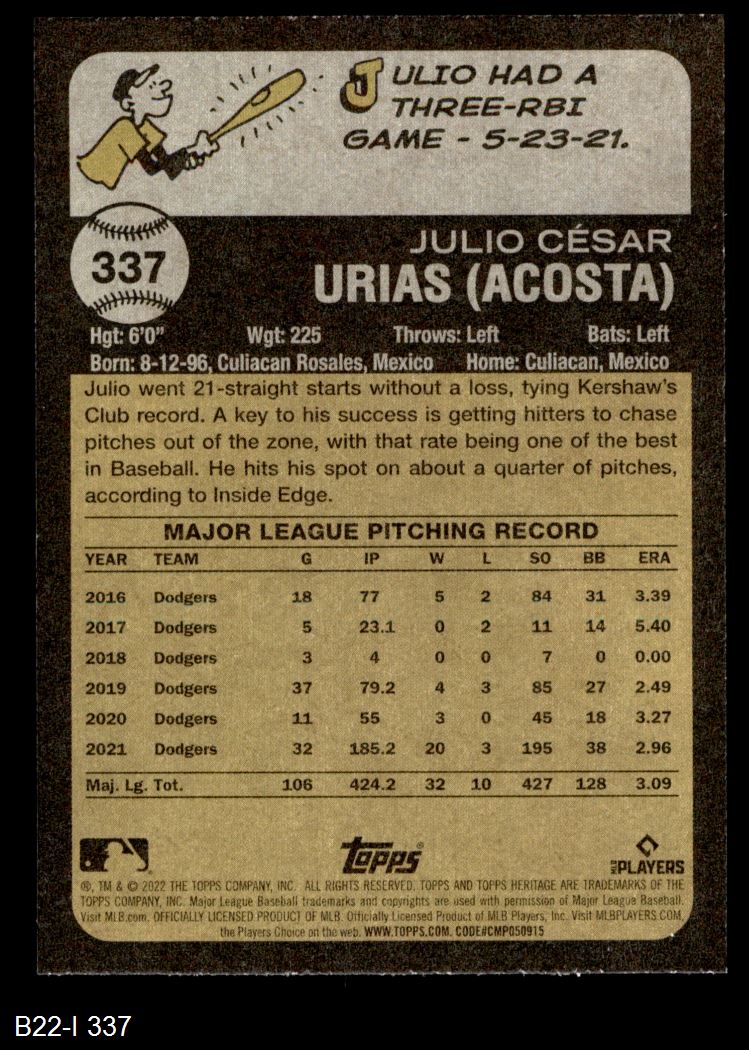 JULIO HAD A
THREE-RBI
GAME - 5-23-21.
337
JULIO CÉSAR
URIAS (ACOSTA)
Hgt: 6'0" Wgt: 225 Throws: Left Bats: Left
Born: 8-12-96, Culiacan Rosales, Mexico Home: Culiacan, Mexico
Julio went 21-straight starts without a loss, tying Kershaw's
Club record. A key to his success is getting hitters to chase
pitches out of the zone, with that rate being one of the best
in Baseball. He hits his spot on about a quarter of pitches,
according to Inside Edge.
MAJOR LEAGUE PITCHING RECORD
YEAR TEAM G IP W L SO BB ERA
2016 Dodgers 18 77 5 2 84 31 3.39
2017 Dodgers 5 23.1 0 2 11 14 5.40
2018 Dodgers 3 4 0 0 7 0 0.00
2019 Dodgers 37 79.2 4 3 85 27 2.49
2020 Dodgers 11 55 3 0 45 18 3.27
2021 Dodgers 32 185.2 20 3 195 38 2.96
Maj. Lg. Tot. 106 424.2 32 10 427 128 3.09
topps
MLB PLAYERS
®, TM & © 2022 THE TOPPS COMPANY, INC. ALL RIGHTS RESERVED. TOPPS AND TOPPS HERITAGE ARE TRADEMARKS OF THE
TOPPS COMPANY, INC. Major League Baseball trademarks and copyrights are used with permission of Major League Baseball.
Visit MLB.com. OFFICIALLY LICENSED PRODUCT OF MLB. Officially Licensed Product of MLB Players, Inc. Visit MLBPLAYERS.COM,
the Players Choice on the web. WWW.TOPPS.COM. CODE#CMP050915
B22-I 337